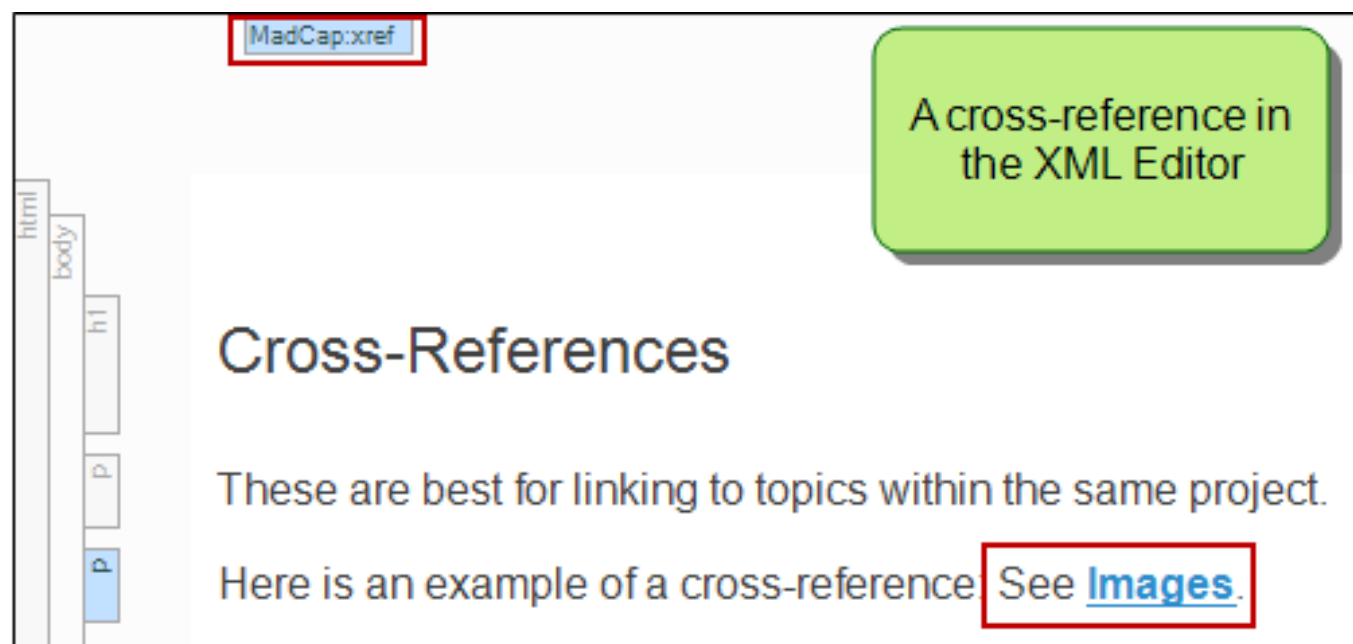 MadCap:xref
A cross-reference in
the XML Editor
html
body
h1
p
p
Cross-References
These are best for linking to topics within the same project.
Here is an example of a cross-reference: See Images.